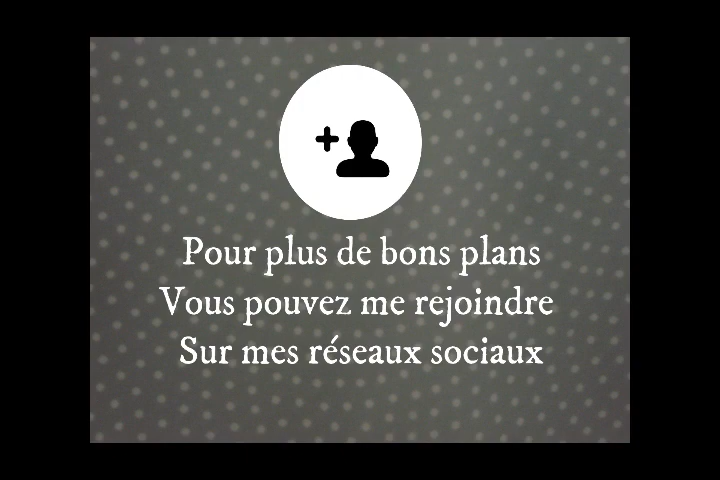 Pour plus de bons plans
Vous pouvez me rejoindre
Sur mes réseaux sociaux